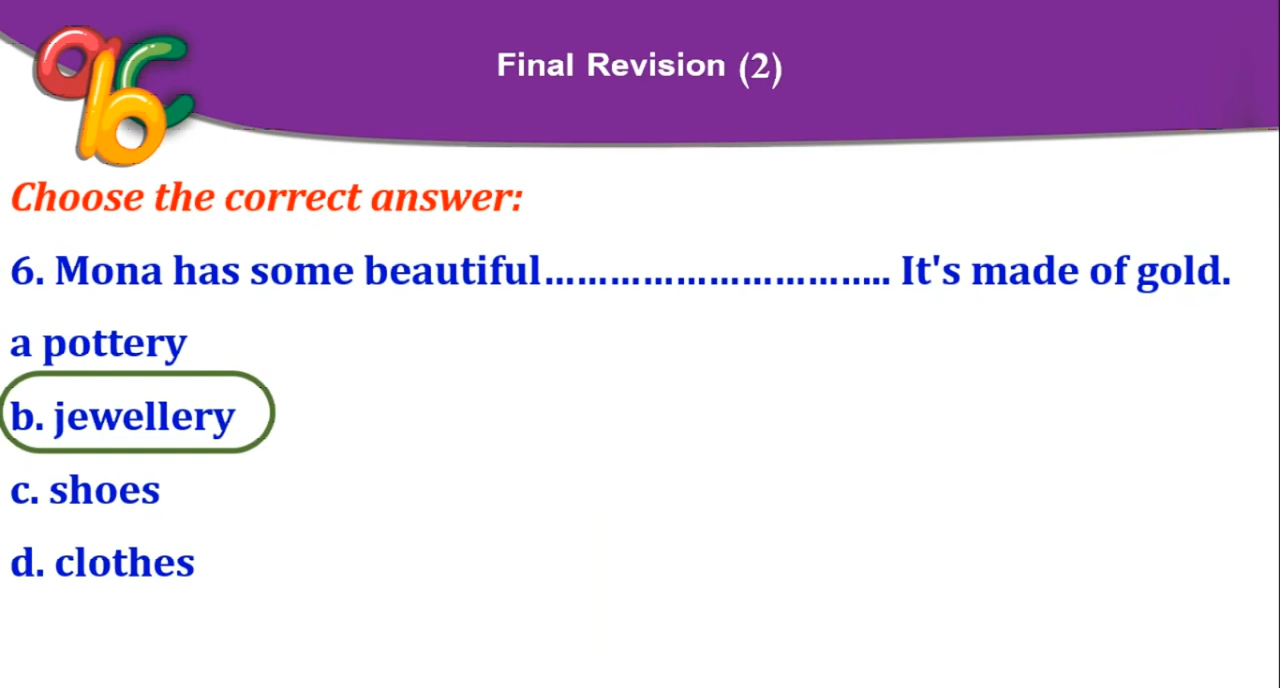 abc
Final Revision (2)
Choose the correct answer:
6. Mona has some beautiful................................ It's made of gold.
a pottery
b. jewellery
c. shoes
d. clothes